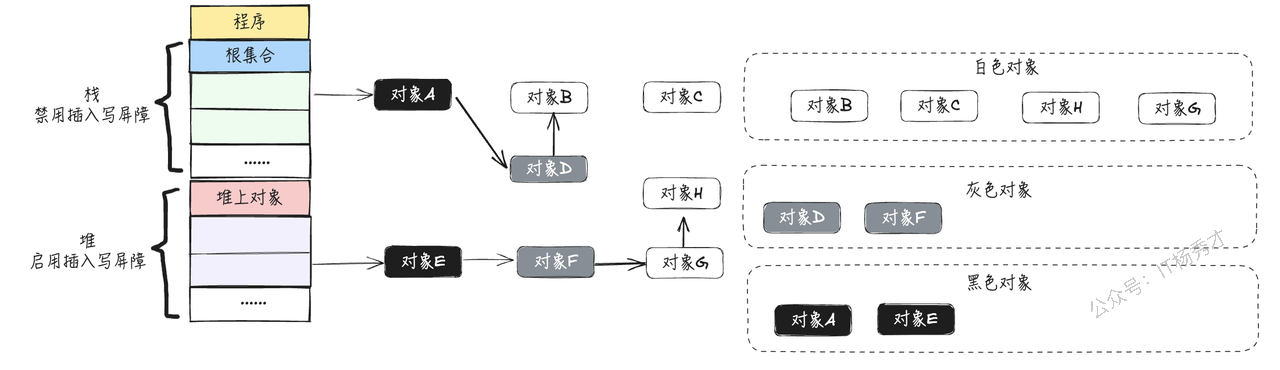 程序
根集合
栈
禁用插入写屏障
......
堆上对象
堆
启用插入写屏障
......
对象A
对象B
对象C
对象D
对象H
对象E
对象F
对象G
白色对象
对象B
对象C
对象H
对象G
灰色对象
对象D
对象F
黑色对象
对象A
对象E
公众号：IT杨秀才